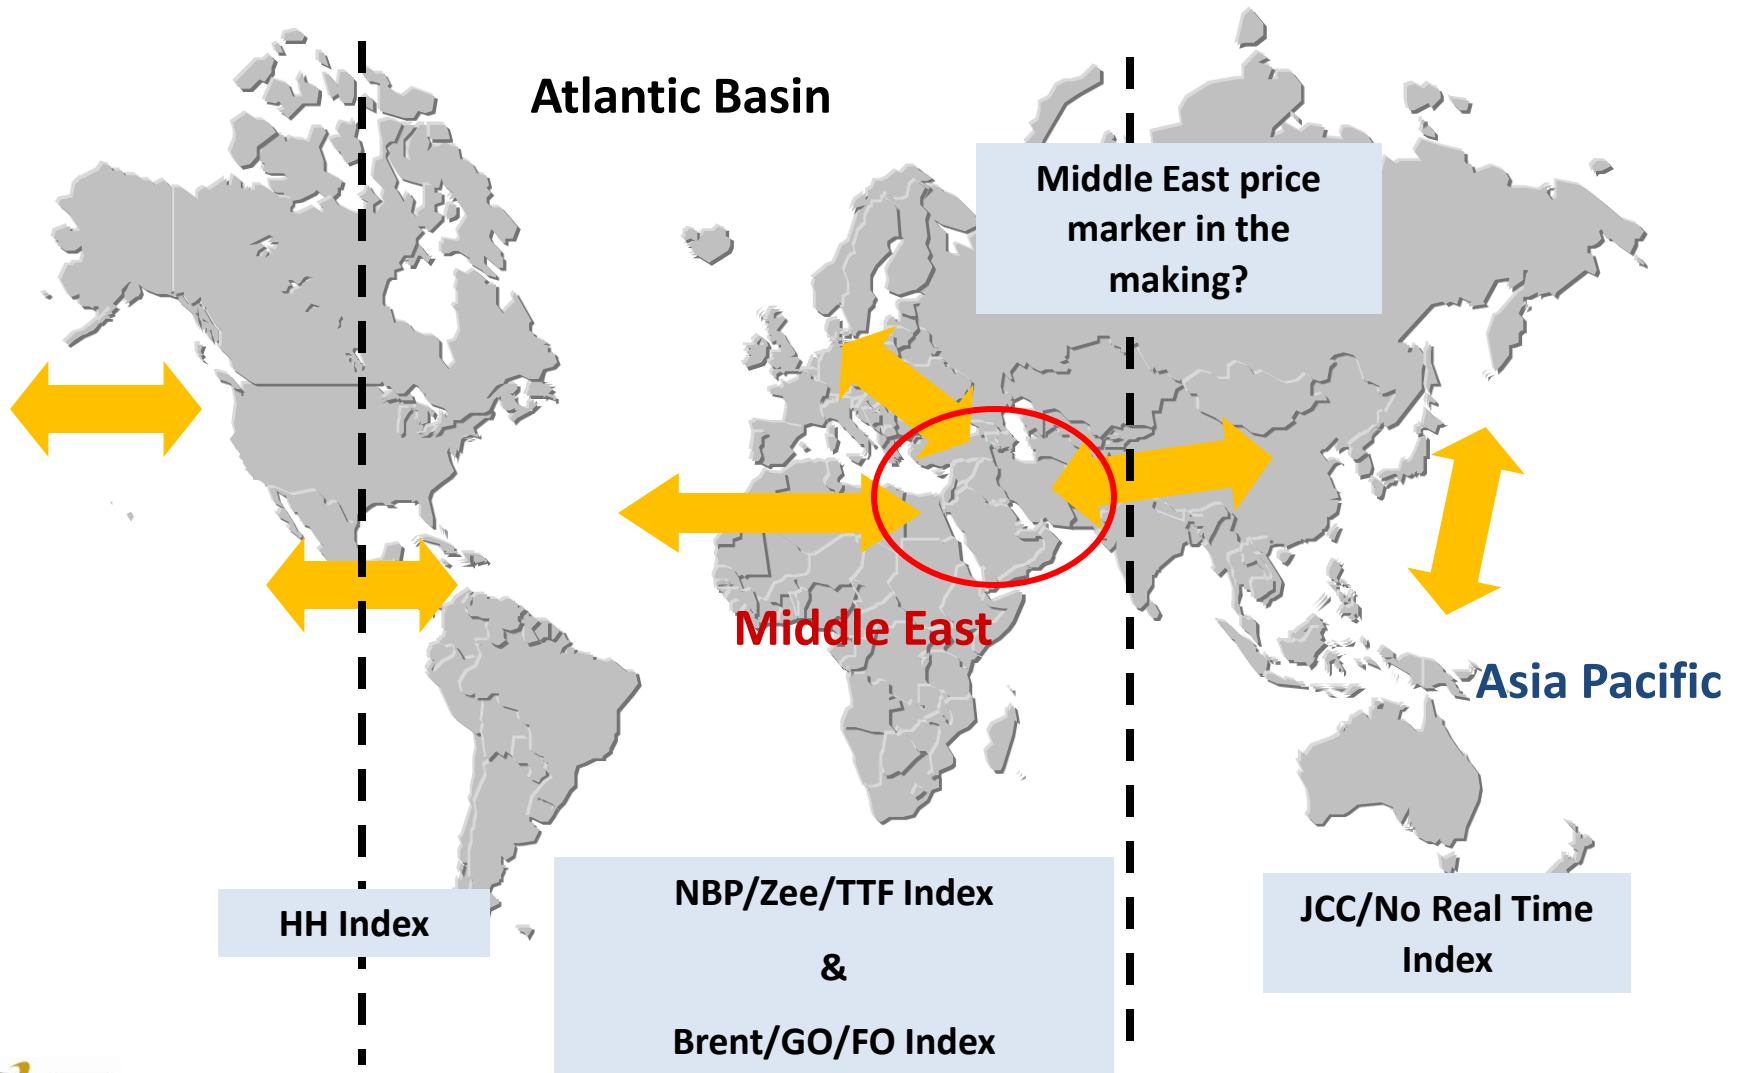 Atlantic Basin
Middle East price
marker in the
making?
Middle East
Asia Pacific
HH Index
NBP/Zee/TTF Index
&
Brent/GO/FO Index
JCC/No Real Time
Index